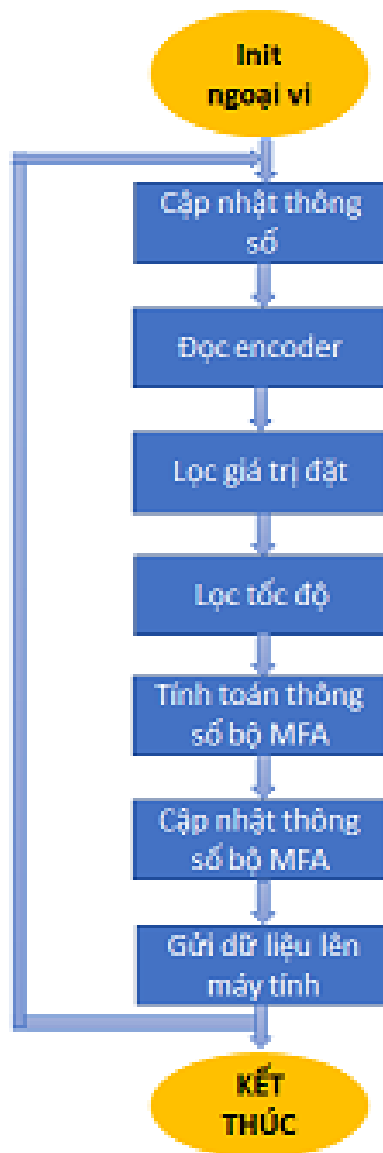 Init
ngoại vi
Cập nhật thông
số
Đọc encoder
Lọc giá trị đặt
Lọc tốc độ
Tính toán thông
số bộ MFA
Cập nhật thông
số bộ MFA
Gửi dữ liệu lên
máy tính
KẾT
THÚC